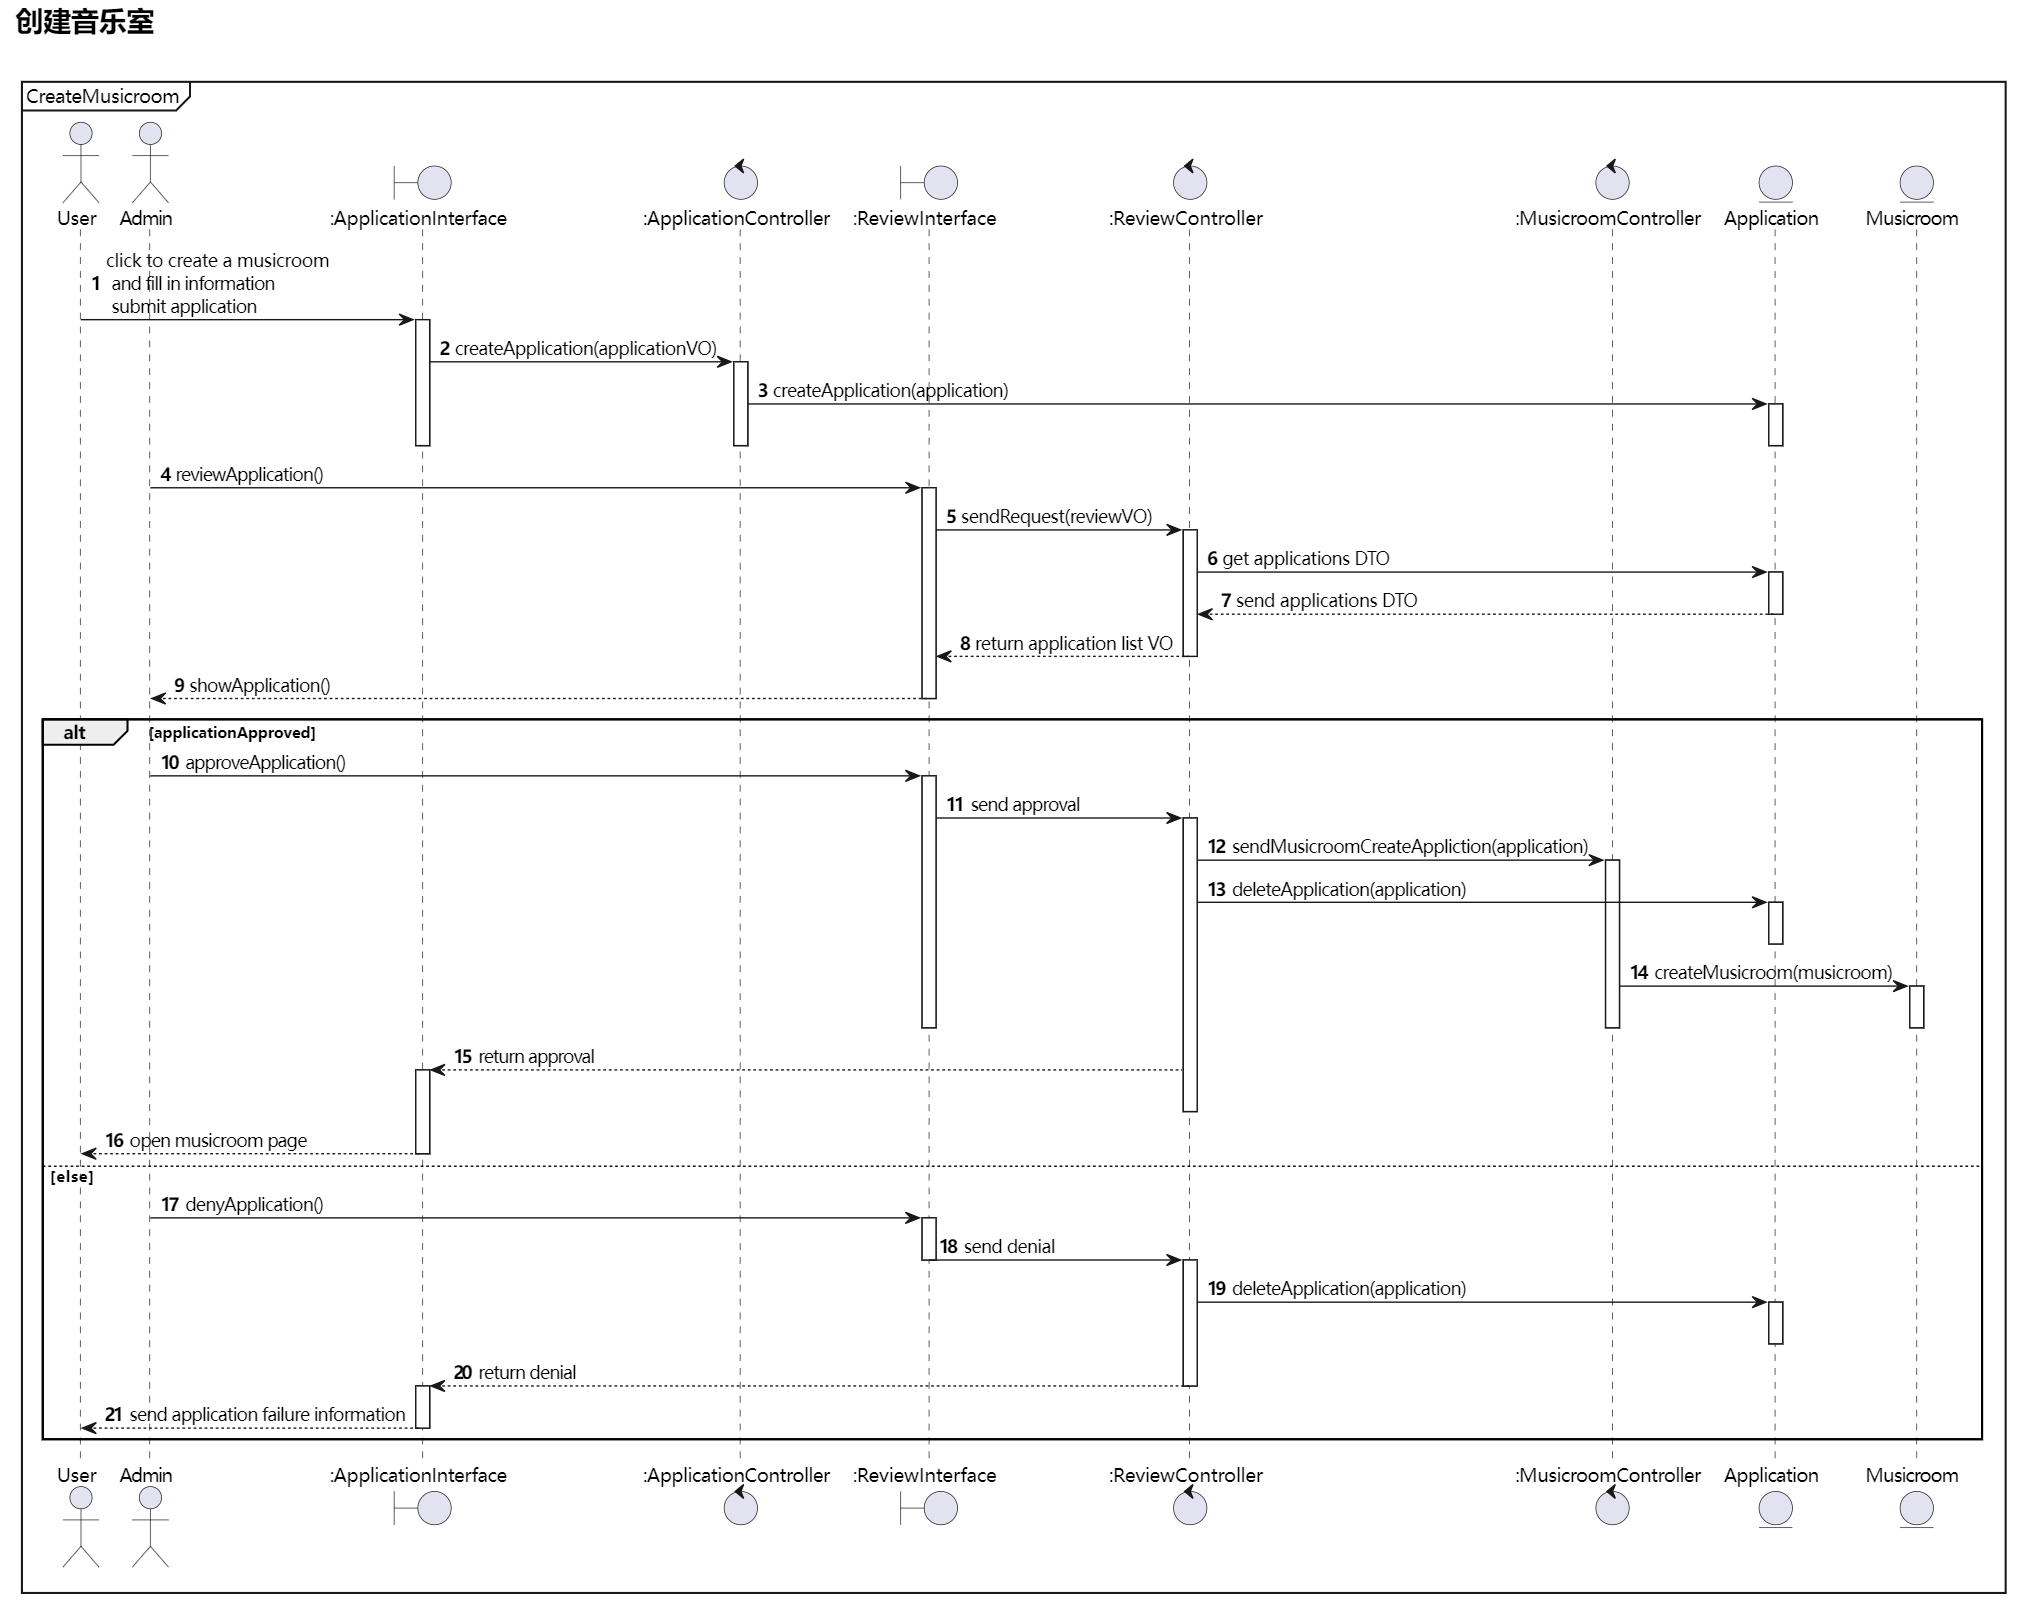 创建音乐室
CreateMusicroom
User
Admin
:ApplicationInterface
:ApplicationController
:ReviewInterface
:ReviewController
:MusicroomController
Application
Musicroom
click to create a musicroom
1 and fill in information
submit application
2 createApplication(applicationVO)
3 createApplication(application)
4 reviewApplication()
5 sendRequest(reviewVO)
6 get applications DTO
7 send applications DTO
8 return application list VO
9 showApplication()
alt [applicationApproved]
10 approveApplication()
11 send approval
12 sendMusicroomCreateAppliction(application)
13 deleteApplication(application)
14 createMusicroom(musicroom)
15 return approval
16 open musicroom page
[else]
17 denyApplication()
18 send denial
19 deleteApplication(application)
20 return denial
21 send application failure information
User
Admin
:ApplicationInterface
:ApplicationController
:ReviewInterface
:ReviewController
:MusicroomController
Application
Musicroom